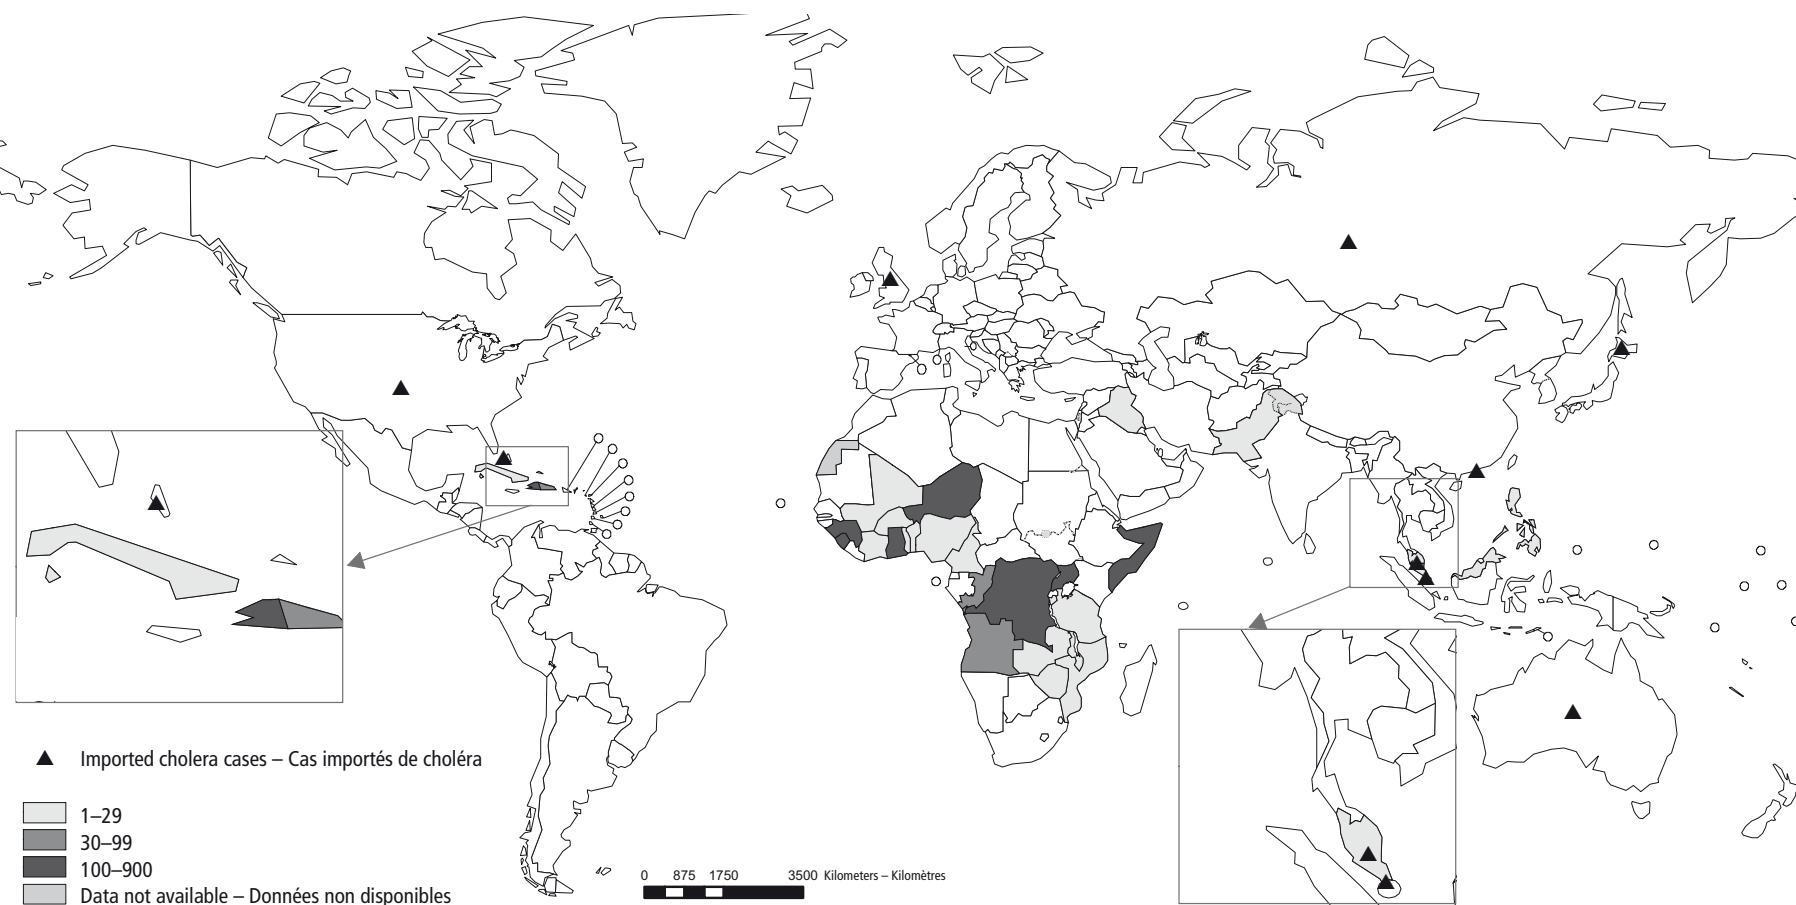 Imported cholera cases – Cas importés de choléra
1–29
30–99
100–900
Data not available – Données non disponibles
0 875 1750 3500 Kilometers – Kilomètres